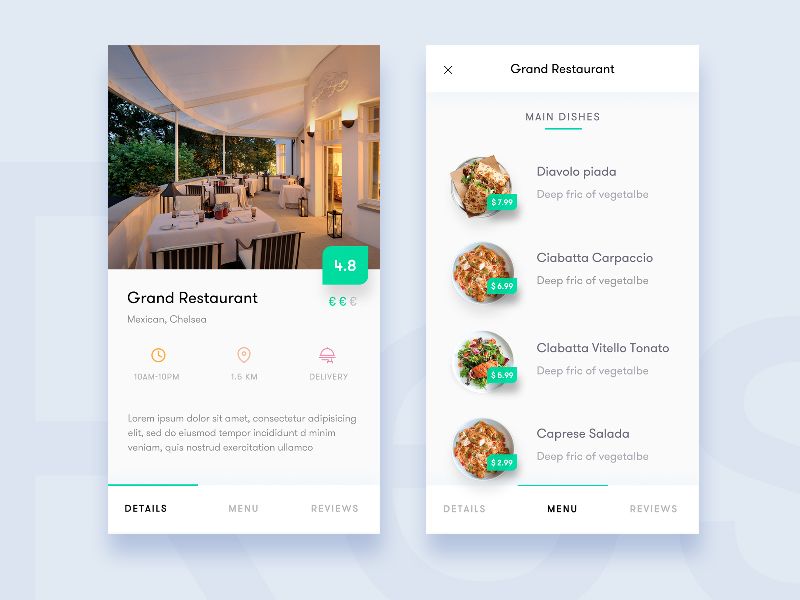 4.8
Grand Restaurant
€ € €
Mexican, Chelsea
10AM-10PM
1.5 KM
DELIVERY
Lorem ipsum dolor sit amet, consectetur adipisicing
elit, sed do eiusmod tempor incididunt d minim
veniam, quis nostrud exercitation ullamco
DETAILS
MENU
REVIEWS
Grand Restaurant
MAIN DISHES
Diavolo piada
Deep fric of vegetalbe
$ 7.99
Ciabatta Carpaccio
Deep fric of vegetalbe
$ 6.99
Clabatta Vitello Tonato
Deep fric of vegetalbe
Caprese Salada
Deep fric of vegetalbe
$ 2.99
DETAILS
MENU
REVIEWS